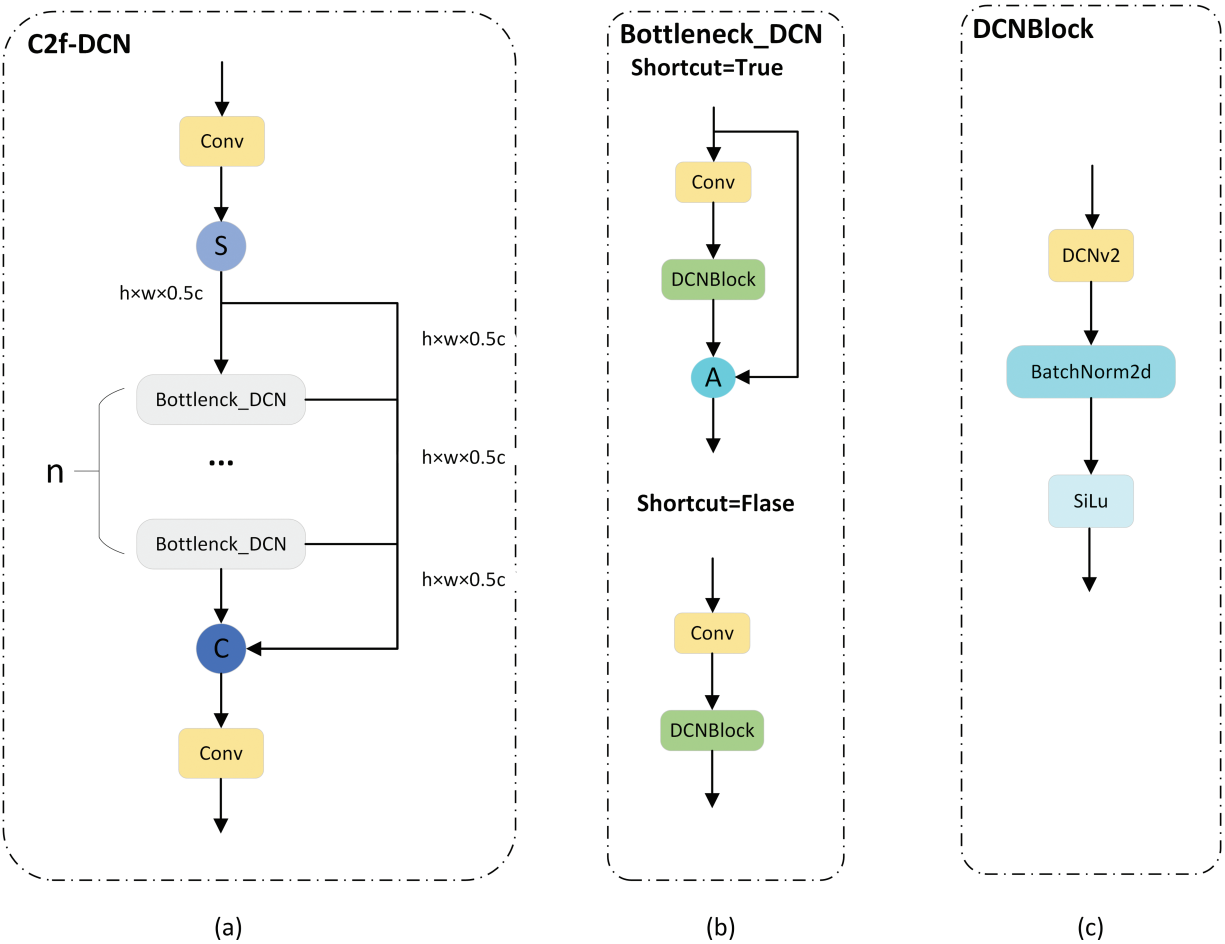 C2f-DCN
Conv
S
h×w×0.5c
h×w×0.5c
Bottlenck_DCN
...
h×w×0.5c
n
Bottlenck_DCN
h×w×0.5c
C
Conv
(a)
Bottleneck_DCN
Shortcut=True
Conv
DCNBlock
A
Shortcut=Flase
Conv
DCNBlock
(b)
DCNBlock
DCNv2
BatchNorm2d
SiLu
(c)